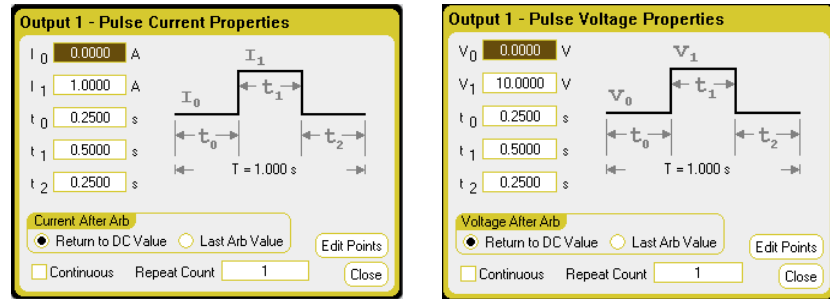 Output 1 - Pulse Current Properties
I 0 0.0000 A
I 1 1.0000 A
t 0 0.2500 s
t 1 0.5000 s
t 2 0.2500 s
I0
I1
t0
t1
t2
T = 1.000 s
Current After Arb
Return to DC Value Last Arb Value
Edit Points
Continuous Repeat Count 1
Close
Output 1 - Pulse Voltage Properties
V0 0.0000 V
V1 10.0000 V
t 0 0.2500 s
t 1 0.5000 s
t 2 0.2500 s
V0
V1
t0
t1
t2
T = 1.000 s
Voltage After Arb
Return to DC Value Last Arb Value
Edit Points
Continuous Repeat Count 1
Close